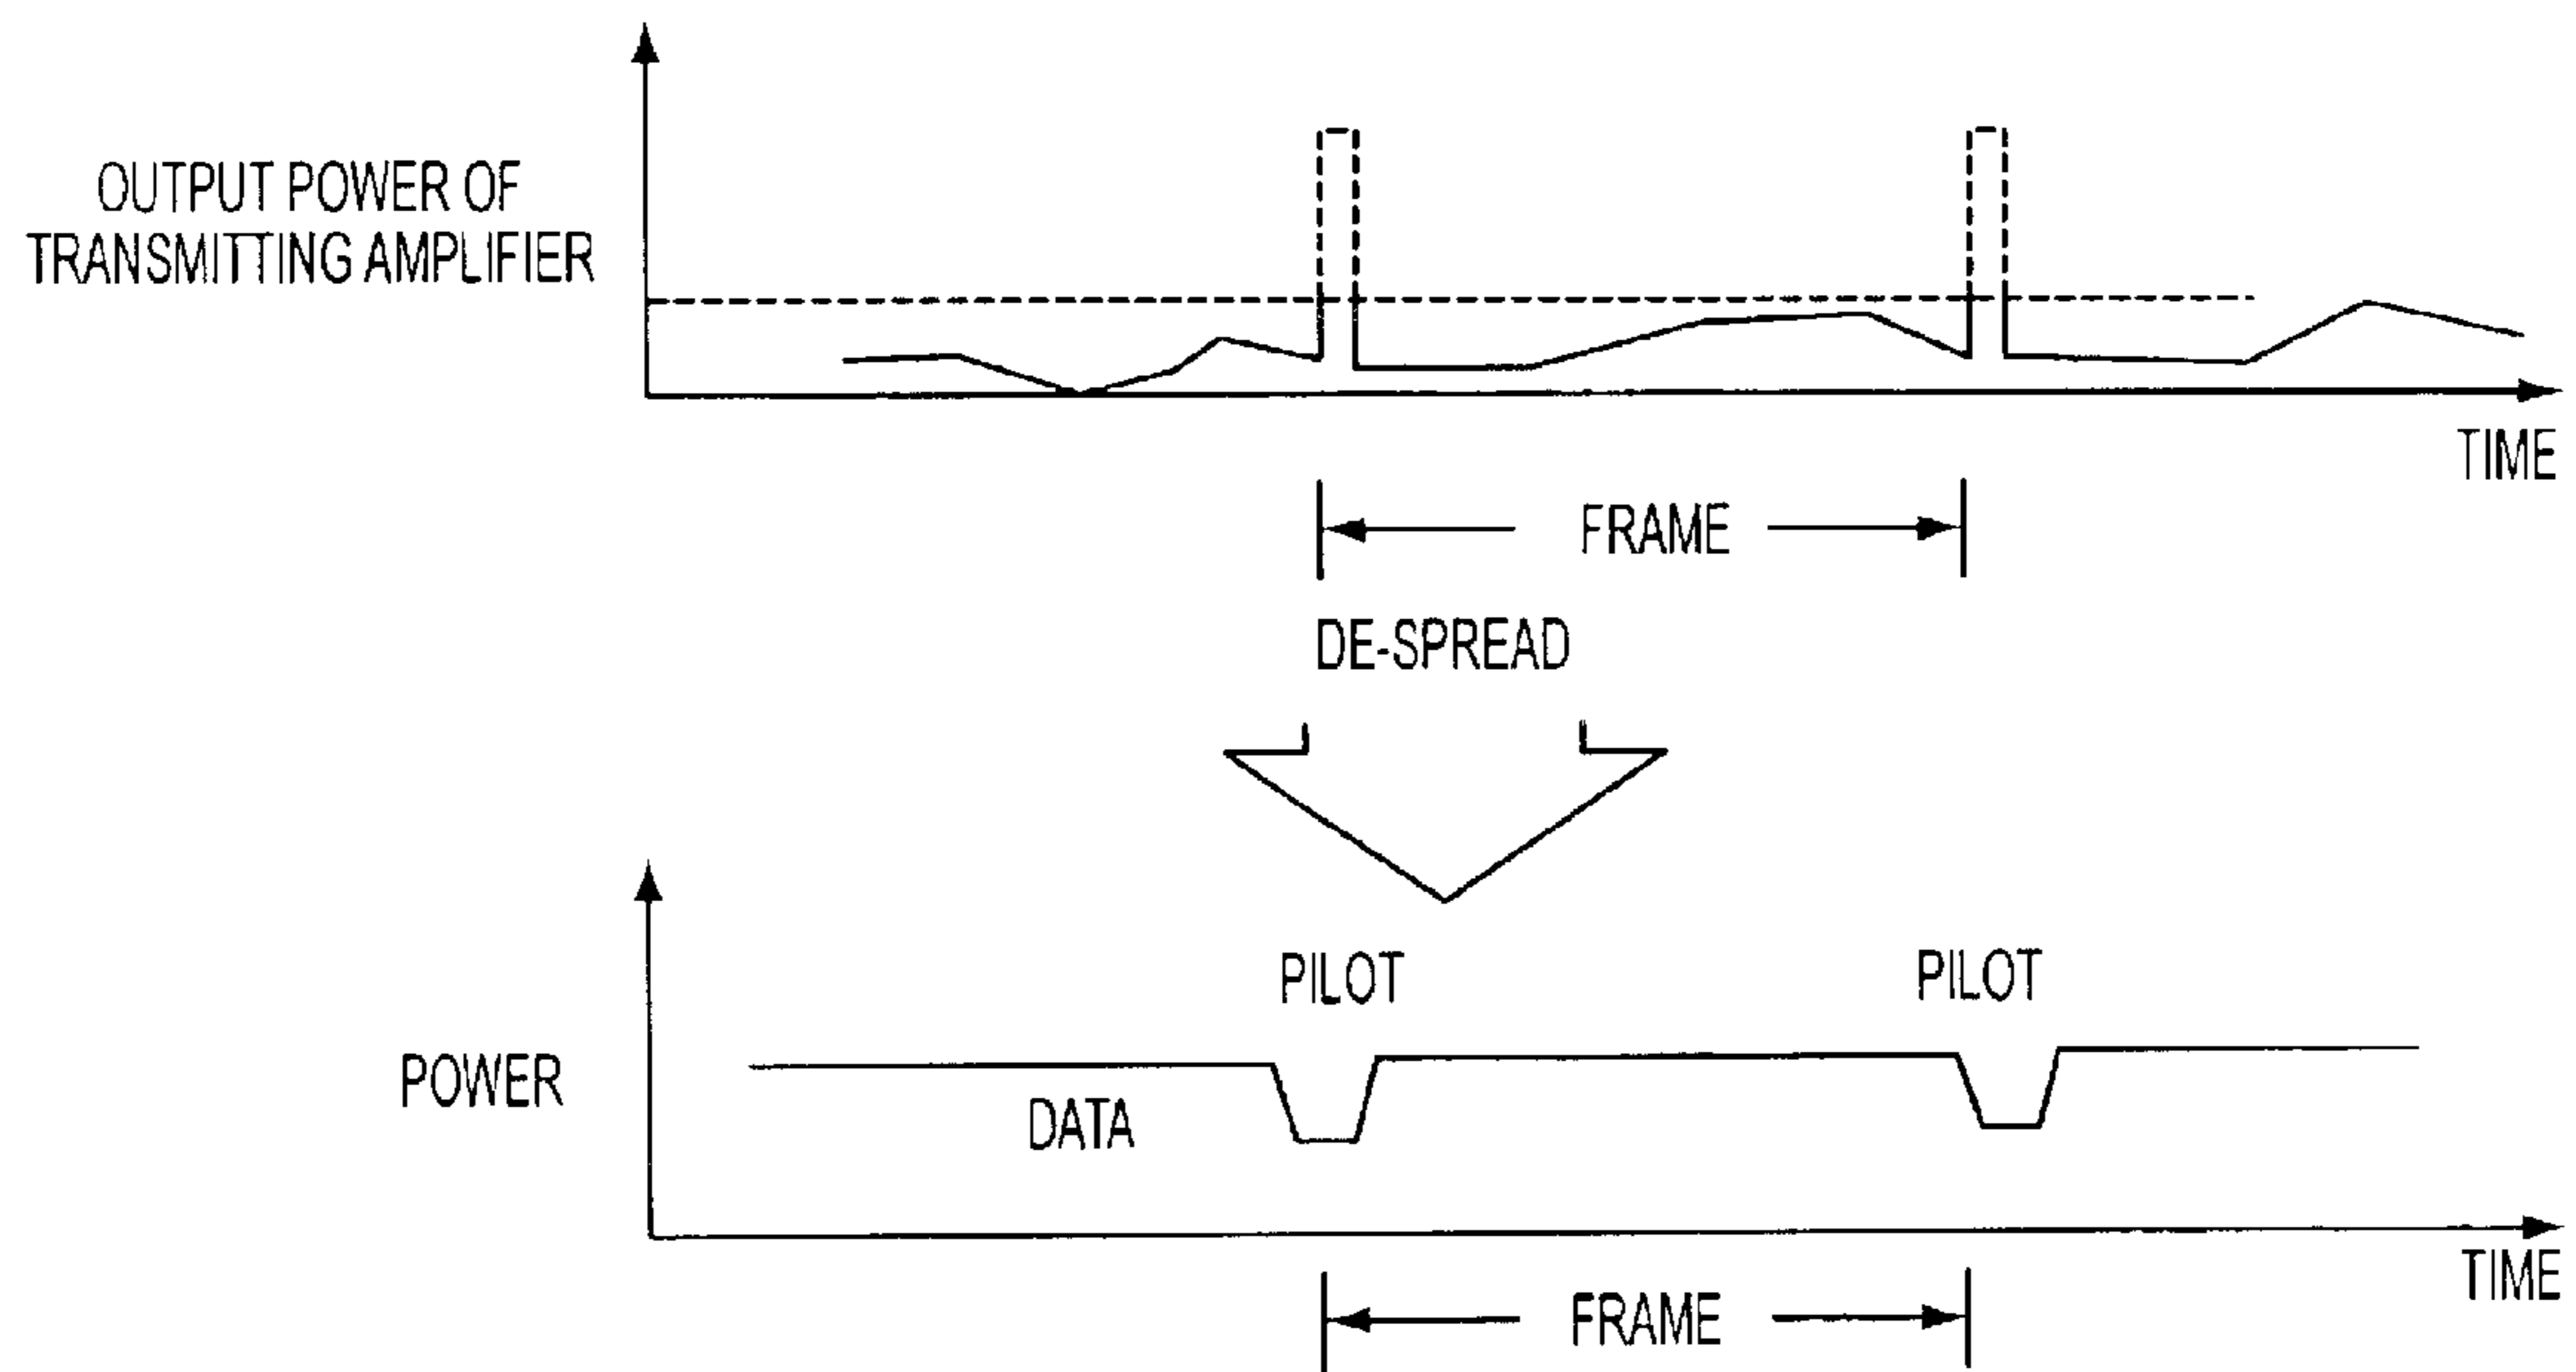 OUTPUT POWER OF
TRANSMITTING AMPLIFIER
TIME
FRAME
DE-SPREAD
PILOT
PILOT
POWER
DATA
TIME
FRAME